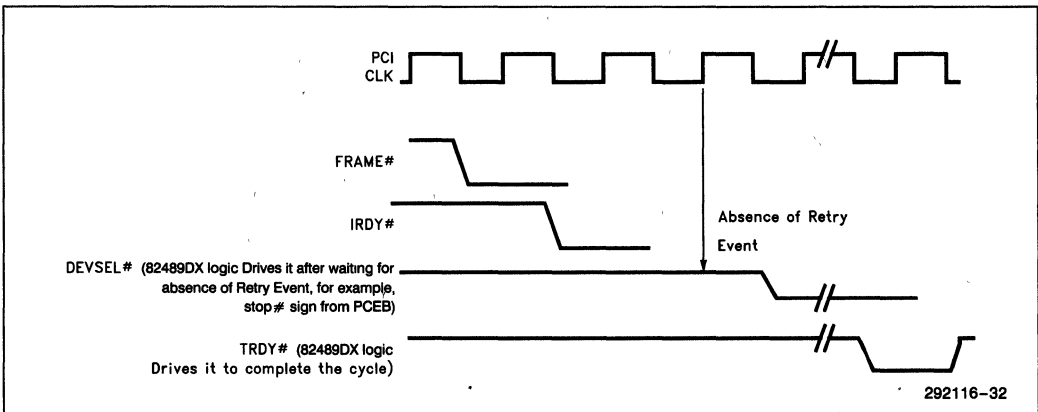 PCI
CLK
FRAME#
IRDY#
Absence of Retry
Event
DEVSEL# (82489DX logic Drives it after waiting for
absence of Retry Event, for example,
stop# sign from PCEB)
TRDY# (82489DX logic
Drives it to complete the cycle)
292116-32